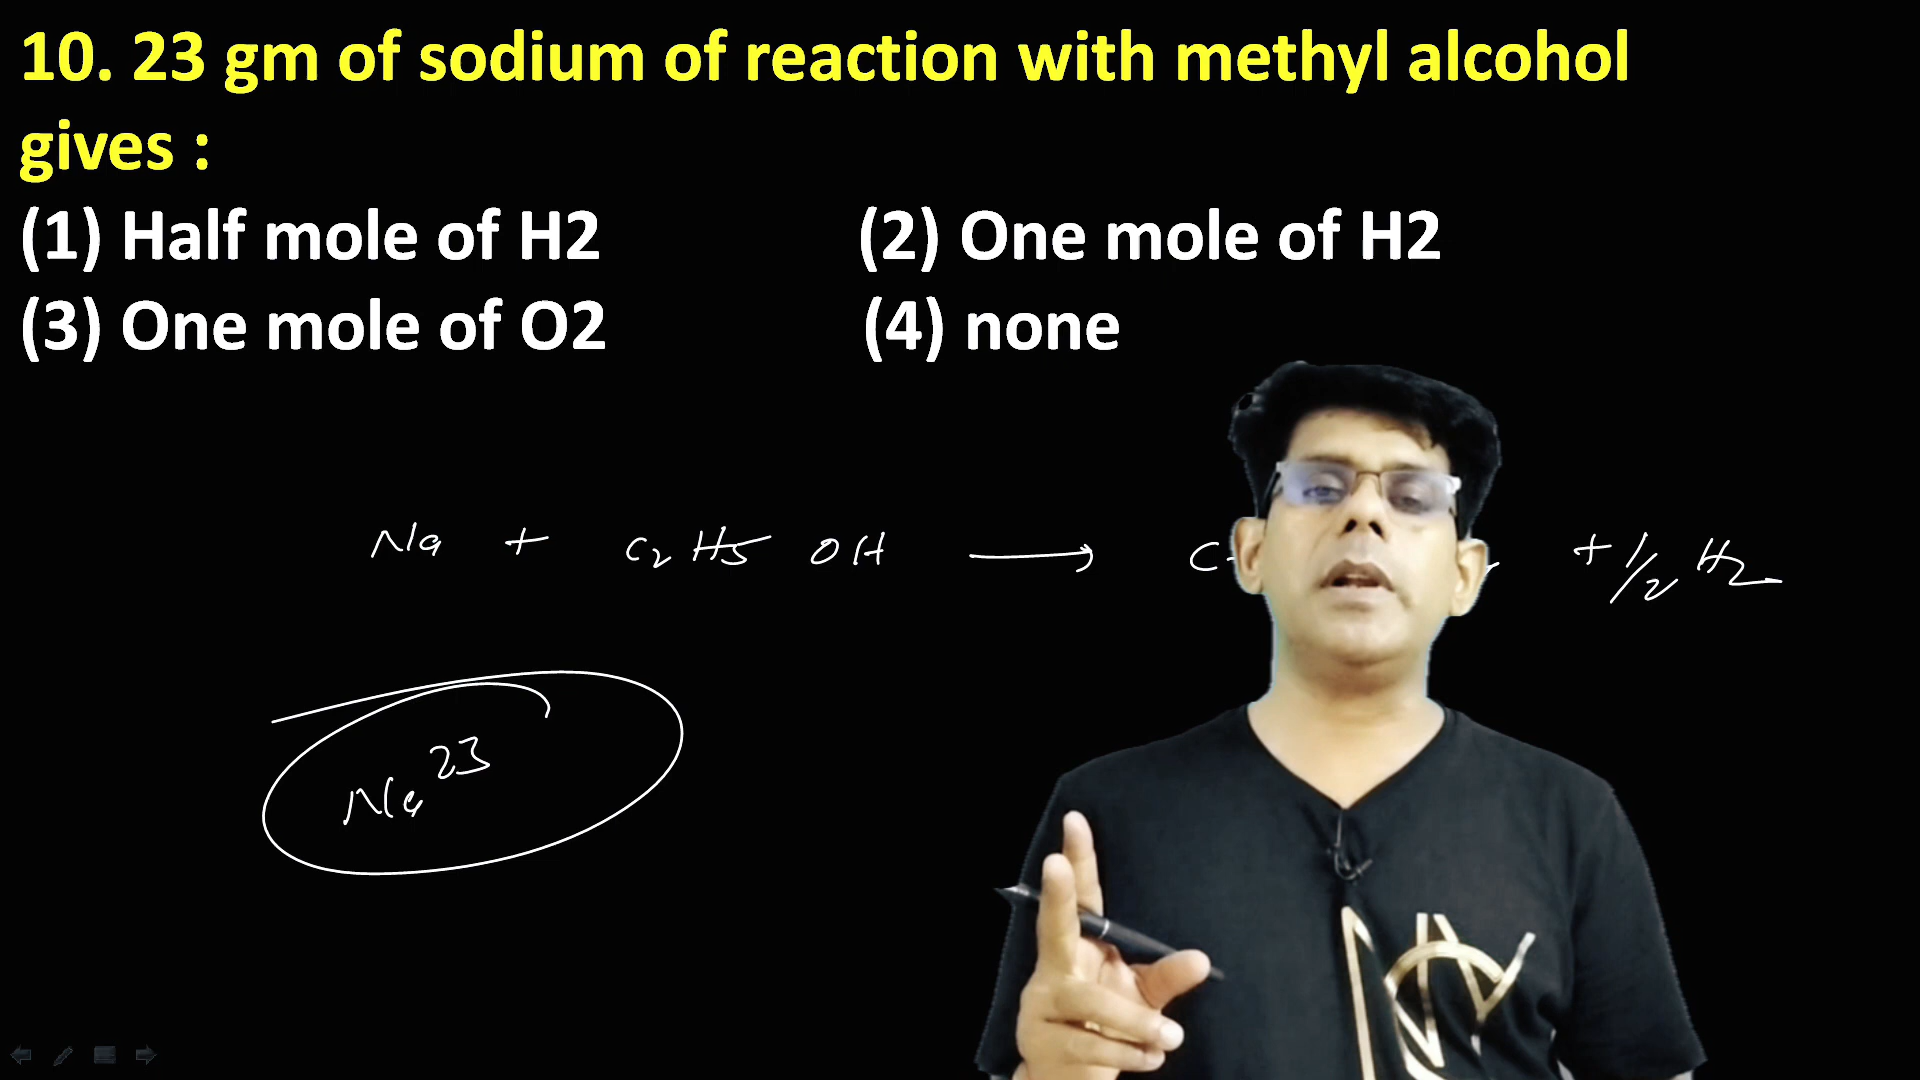 10. 23 gm of sodium of reaction with methyl alcohol
gives :
(1) Half mole of H2 (2) One mole of H2
(3) One mole of O2 (4) none
Na + C2H5 OH → C + 1/2 H2
Na 23